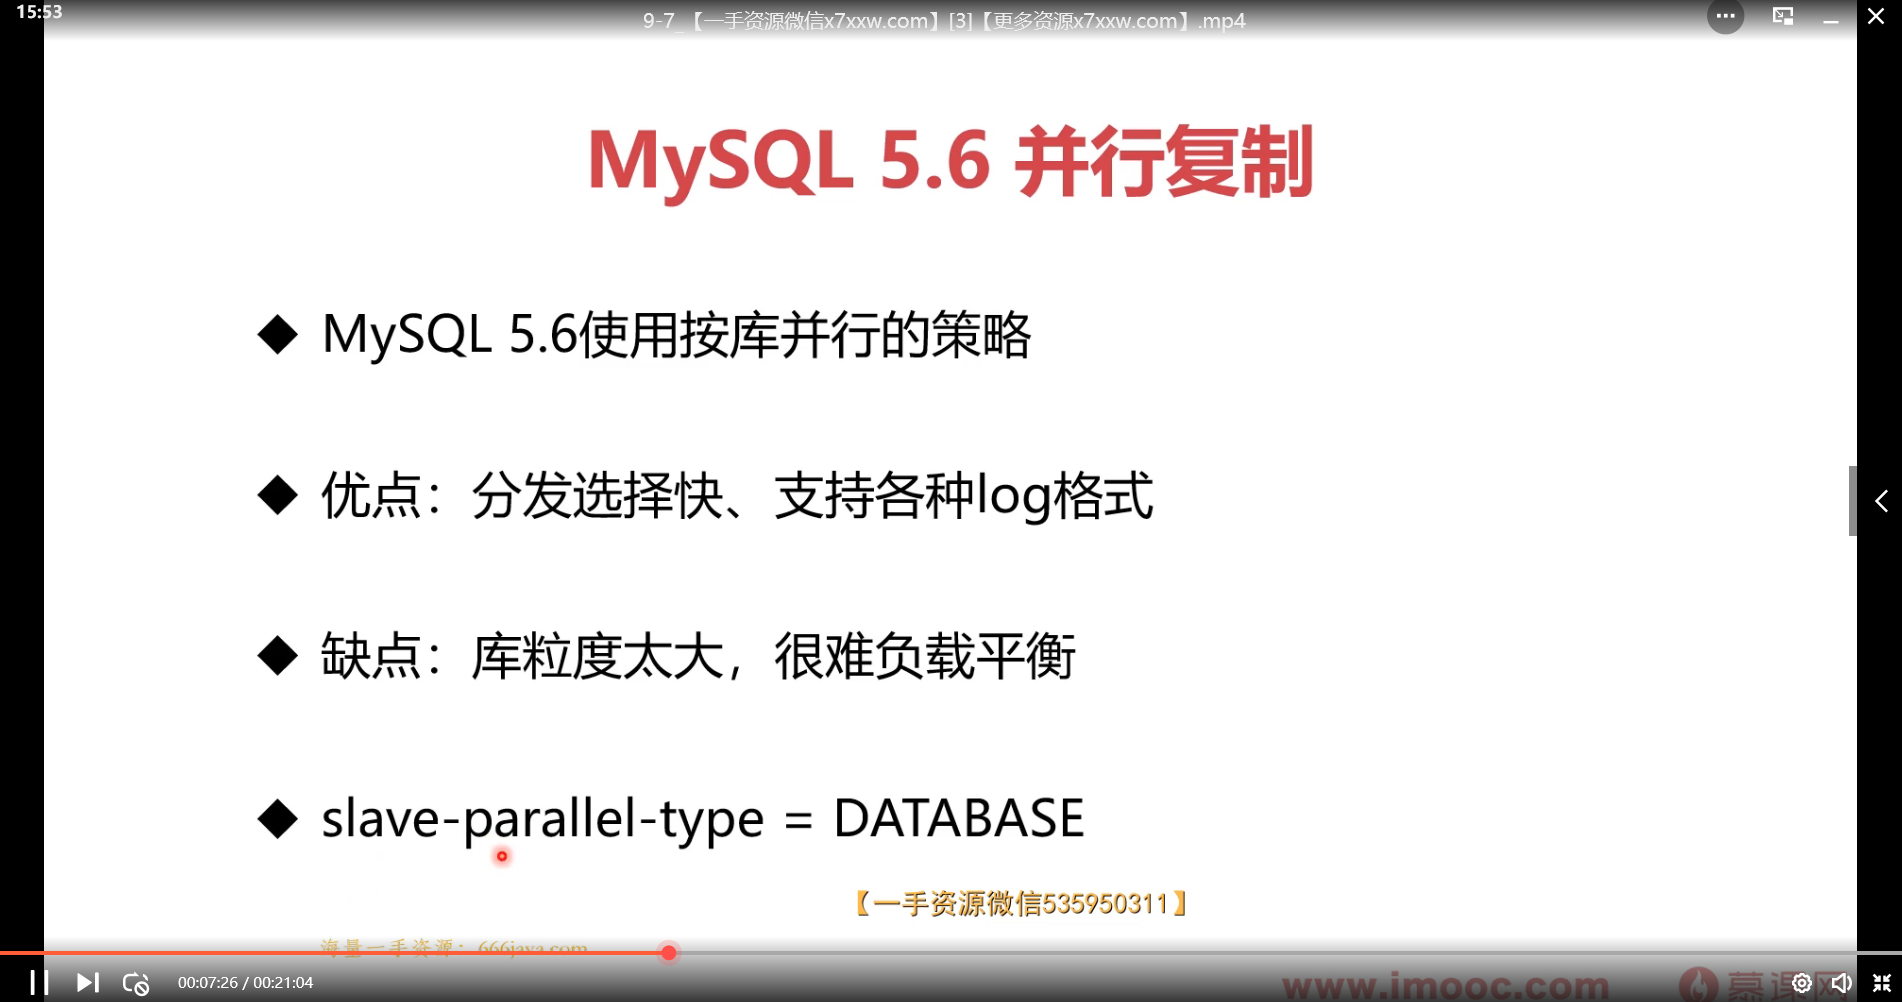 15:53
9-7_【一手资源微信x7xxw.com】[3]【更多资源x7xxw.com】.mp4
MySQL 5.6 并行复制
◆ MySQL 5.6使用按库并行的策略
◆ 优点：分发选择快、支持各种log格式
◆ 缺点：库粒度太大，很难负载平衡
◆ slave-parallel-type = DATABASE
【一手资源微信535950311】
海量一手资源：666java.com
00:07:26 / 00:21:04
www.imooc.com 慕课网